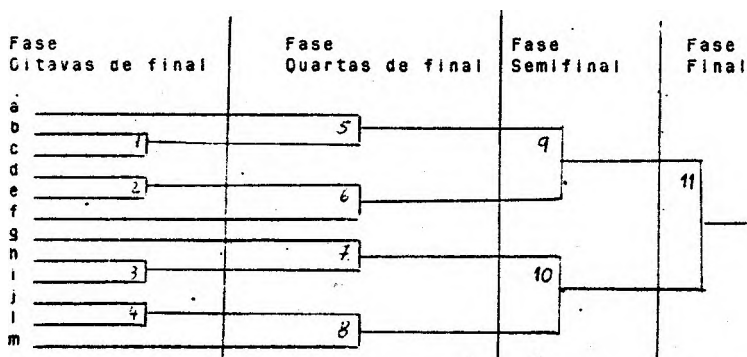 Fase Oitavas de final
Fase Quartas de final
Fase Semifinal
Fase Final
a
b
c
d
e
f
g
h
i
j
l
m
1
2
3
4
5
6
7
8
9
10
11